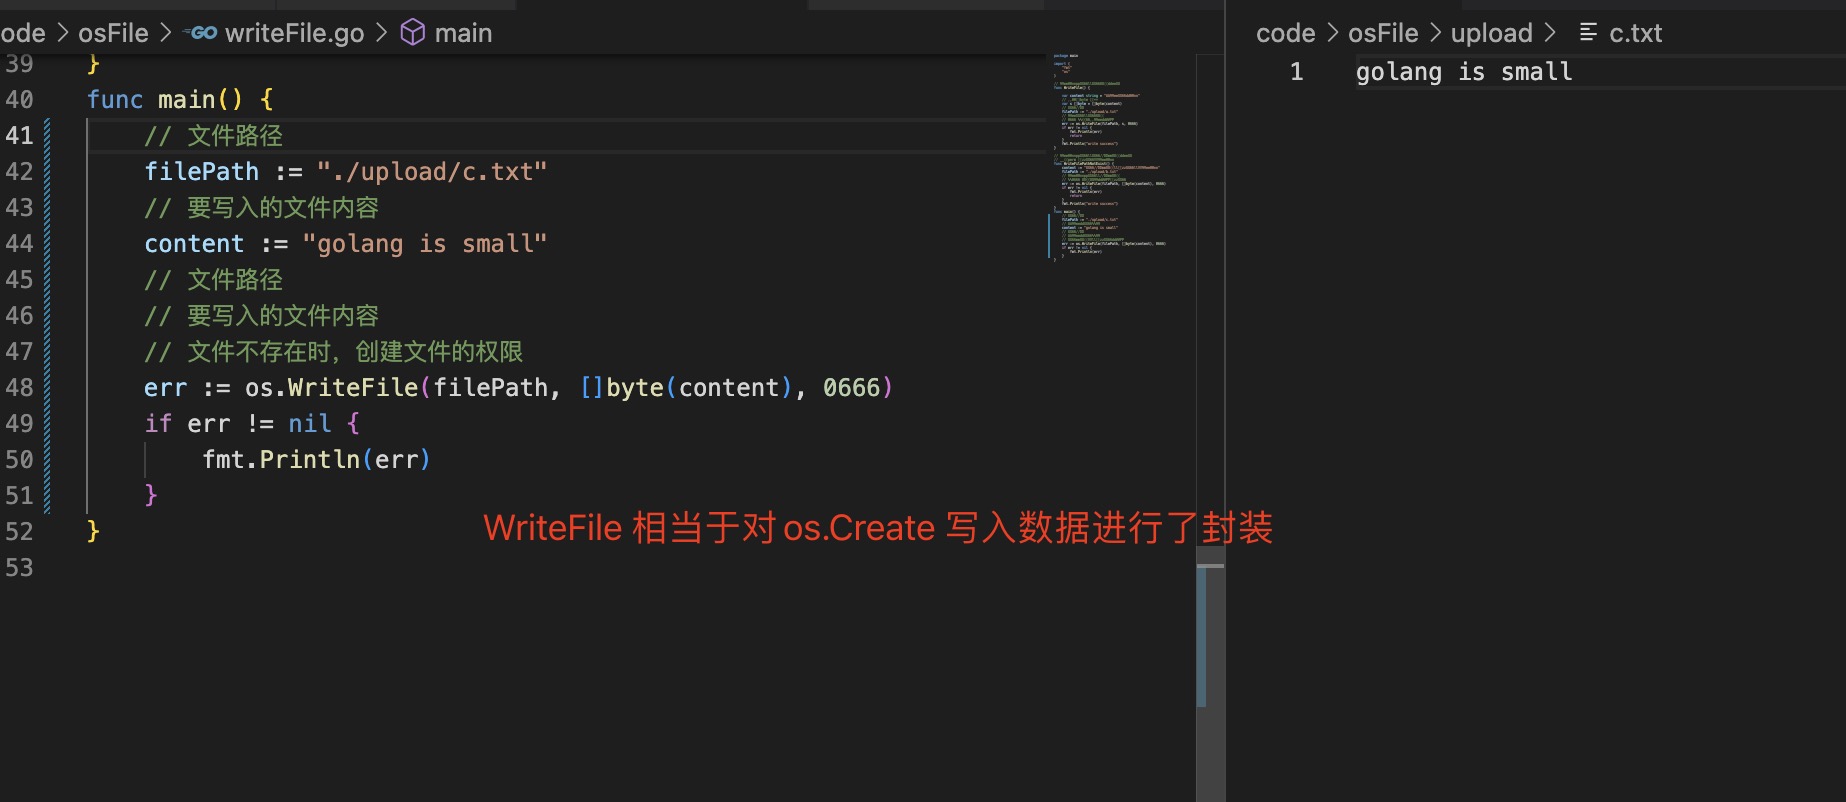 ode > osFile > GO writeFile.go > main
39 }
40 func main() {
41 // 文件路径
42 filePath := "./upload/c.txt"
43 // 要写入的文件内容
44 content := "golang is small"
45 // 文件路径
46 // 要写入的文件内容
47 // 文件不存在时，创建文件的权限
48 err := os.WriteFile(filePath, []byte(content), 0666)
49 if err != nil {
50 fmt.Println(err)
51 }
52 }
53
WriteFile 相当于对 os.Create 写入数据进行了封装
code > osFile > upload > c.txt
1 golang is small